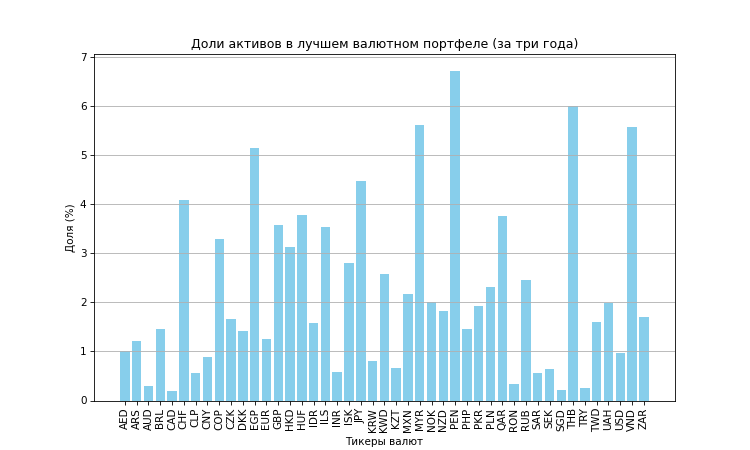 Доли активов в лучшем валютном портфеле (за три года)
Доля (%)
7
6
5
4
3
2
1
0
AED ARS AUD BRL CAD CHF CLP CNY COP CZK DKK EGP EUR GBP HKD HUF IDR ILS INR ISK JPY KRW KWD KZT MXN MYR NOK NZD PEN PHP PKR PLN QAR RON RUB SAR SEK SGD THB TRY TWD UAH USD VND ZAR
Тикеры валют